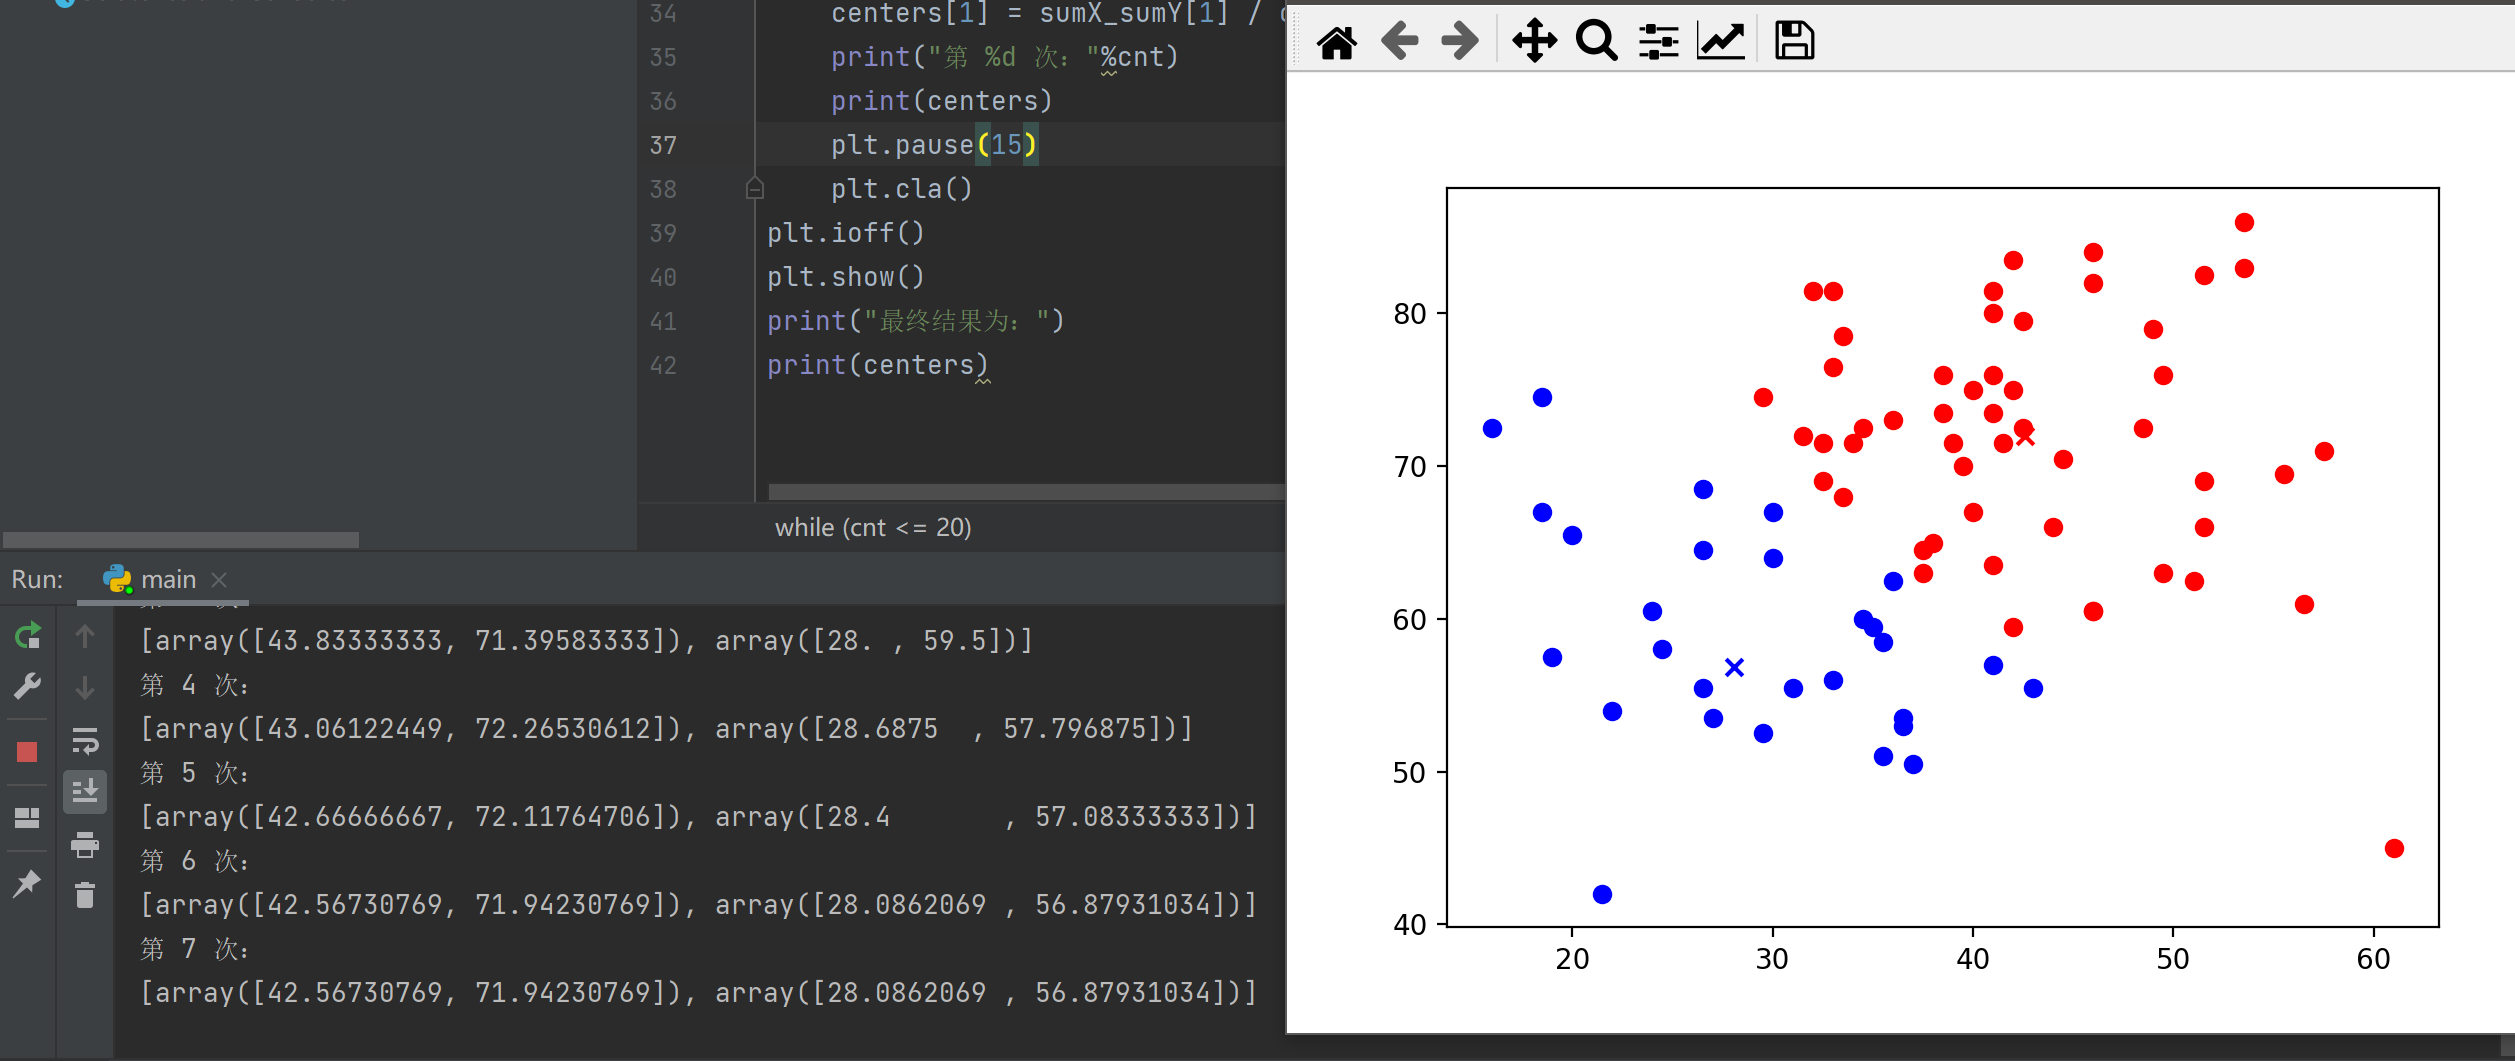 34 centers[1] = sumX_sumY[1] /
35 print("第 %d 次："%cnt)
36 print(centers)
37 plt.pause(15)
38 plt.cla()
39 plt.ioff()
40 plt.show()
41 print("最终结果为：")
42 print(centers)
while (cnt <= 20)
Run: main
[array([43.83333333, 71.39583333]), array([28. , 59.5])]
第 4 次：
[array([43.06122449, 72.26530612]), array([28.6875  , 57.796875])]
第 5 次：
[array([42.66666667, 72.11764706]), array([28.4       , 57.08333333])]
第 6 次：
[array([42.56730769, 71.94230769]), array([28.0862069 , 56.87931034])]
第 7 次：
[array([42.56730769, 71.94230769]), array([28.0862069 , 56.87931034])]
80
70
60
50
40
20 30 40 50 60